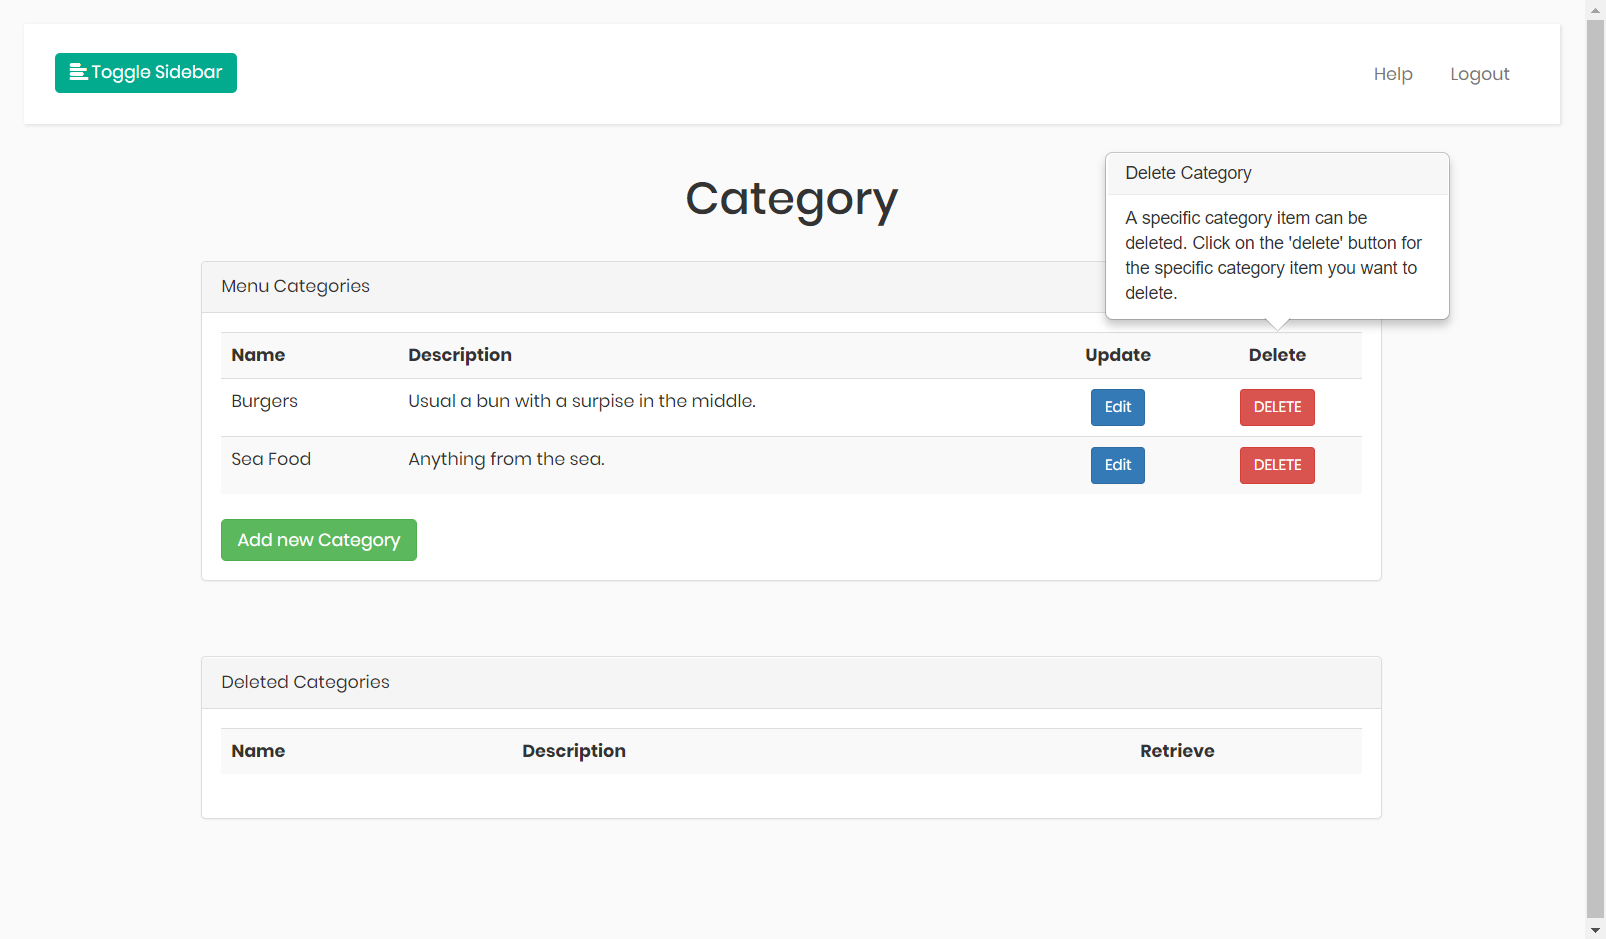 Toggle Sidebar
Help
Logout
Category
Delete Category
A specific category item can be
deleted. Click on the 'delete' button for
the specific category item you want to
delete.
Menu Categories
Name Description Update Delete
Burgers Usual a bun with a surpise in the middle. Edit DELETE
Sea Food Anything from the sea. Edit DELETE
Add new Category
Deleted Categories
Name Description Retrieve